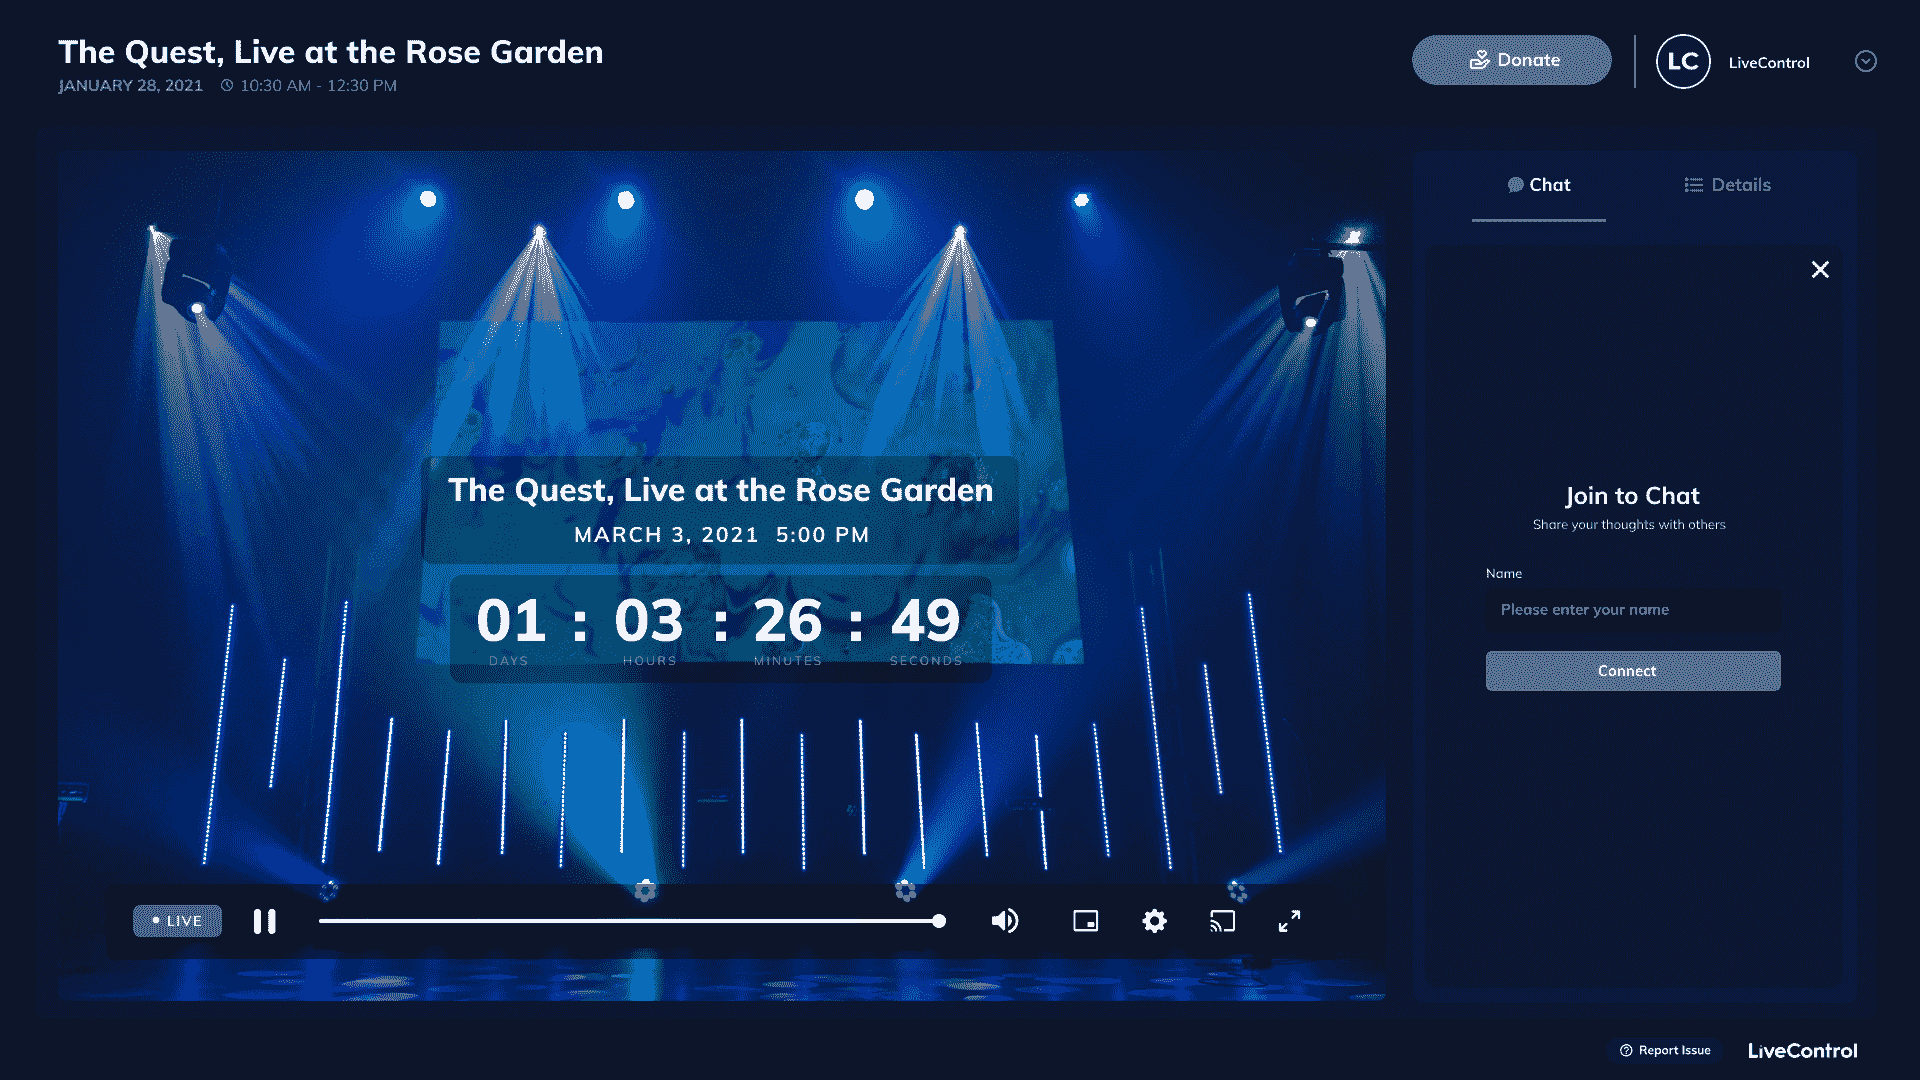 The Quest, Live at the Rose Garden
JANUARY 28, 2021 10:30 AM - 12:30 PM
Donate
LC LiveControl
Chat
Details
The Quest, Live at the Rose Garden
MARCH 3, 2021 5:00 PM
01 : 03 : 26 : 49
DAYS HOURS MINUTES SECONDS
LIVE
Join to Chat
Share your thoughts with others
Name
Please enter your name
Connect
Report Issue
LiveControl